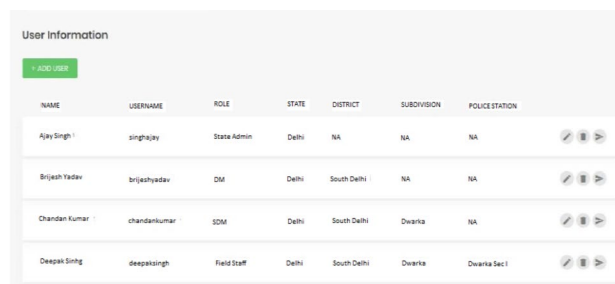 User Information
+ ADD USER
NAME USERNAME ROLE STATE DISTRICT SUBDIVISION POLICE STATION
Ajay Singh singhajay State Admin Delhi NA NA NA
Brijesh Yadav brijeshyadav DM Delhi South Delhi NA NA
Chandan Kumar chandankumar SDM Delhi South Delhi Dwarka NA
Deepak Sinhg deepaksingh Field Staff Delhi South Delhi Dwarka Dwarka Sec I